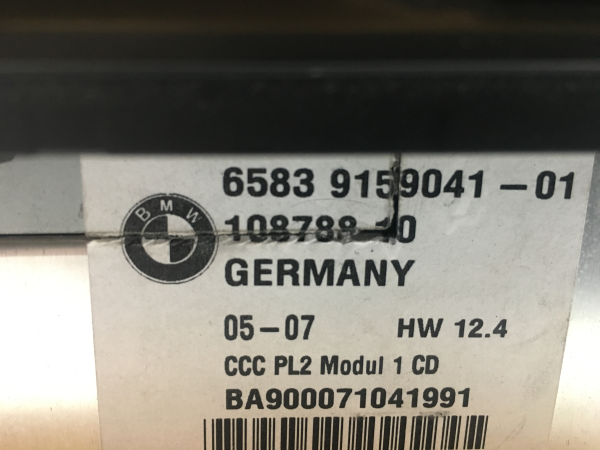 6583 9159041-01
BMW
108788-10
GERMANY
05-07 HW 12.4
CCC PL2 Modul 1 CD
BA900071041991